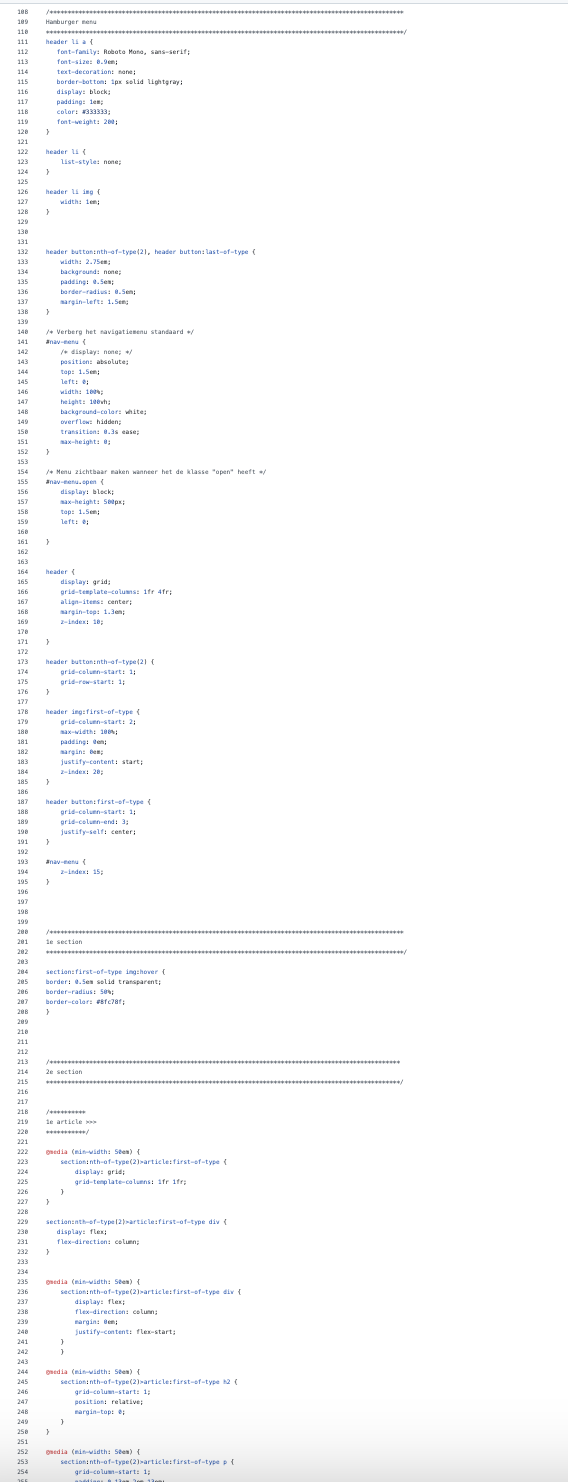 108 /**************************************************************************************************
109 Hamburger menu
110 ***************************************************************************************************/
111 header li a {
112 font-family: Roboto Mono, sans-serif;
113 font-size: 0.9em;
114 text-decoration: none;
115 border-bottom: 1px solid lightgray;
116 display: block;
117 padding: 1em;
118 color: #333333;
119 font-weight: 200;
120 }
121
122 header li {
123 list-style: none;
124 }
125
126 header li img {
127 width: 1em;
128 }
129
130
131
132 header button:nth-of-type(2), header button:last-of-type {
133 width: 2.75em;
134 background: none;
135 padding: 0.5em;
136 border-radius: 0.5em;
137 margin-left: 1.5em;
138 }
139
140 /* Verberg het navigatiemenu standaard */
141 #nav-menu {
142 /* display: none; */
143 position: absolute;
144 top: 1.5em;
145 left: 0;
146 width: 100%;
147 height: 100vh;
148 background-color: white;
149 overflow: hidden;
150 transition: 0.3s ease;
151 max-height: 0;
152 }
153
154 /* Menu zichtbaar maken wanneer het de klasse "open" heeft */
155 #nav-menu.open {
156 display: block;
157 max-height: 500px;
158 top: 1.5em;
159 left: 0;
160
161 }
162
163
164 header {
165 display: grid;
166 grid-template-columns: 1fr 4fr;
167 align-items: center;
168 margin-top: 1.3em;
169 z-index: 10;
170
171 }
172
173 header button:nth-of-type(2) {
174 grid-column-start: 1;
175 grid-row-start: 1;
176 }
177
178 header img:first-of-type {
179 grid-column-start: 2;
180 max-width: 100%;
181 padding: 0em;
182 margin: 0em;
183 justify-content: start;
184 z-index: 20;
185 }
186
187 header button:first-of-type {
188 grid-column-start: 1;
189 grid-column-end: 3;
190 justify-self: center;
191 }
192
193 #nav-menu {
194 z-index: 15;
195 }
196
197
198
199
200 /**************************************************************************************************
201 1e section
202 ***************************************************************************************************/
203
204 section:first-of-type img:hover {
205 border: 0.5em solid transparent;
206 border-radius: 50%;
207 border-color: #8fc78f;
208 }
209
210
211
212
213 /*************************************************************************************************
214 2e section
215 **************************************************************************************************/
216
217
218 /**********
219 1e article >>>
220 ***********/
221
222 @media (min-width: 50em) {
223 section:nth-of-type(2)>article:first-of-type {
224 display: grid;
225 grid-template-columns: 1fr 1fr;
226 }
227 }
228
229 section:nth-of-type(2)>article:first-of-type div {
230 display: flex;
231 flex-direction: column;
232 }
233
234
235 @media (min-width: 50em) {
236 section:nth-of-type(2)>article:first-of-type div {
237 display: flex;
238 flex-direction: column;
239 margin: 0em;
240 justify-content: flex-start;
241 }
242 }
243
244 @media (min-width: 50em) {
245 section:nth-of-type(2)>article:first-of-type h2 {
246 grid-column-start: 1;
247 position: relative;
248 margin-top: 0;
249 }
250 }
251
252 @media (min-width: 50em) {
253 section:nth-of-type(2)>article:first-of-type p {
254 grid-column-start: 1;